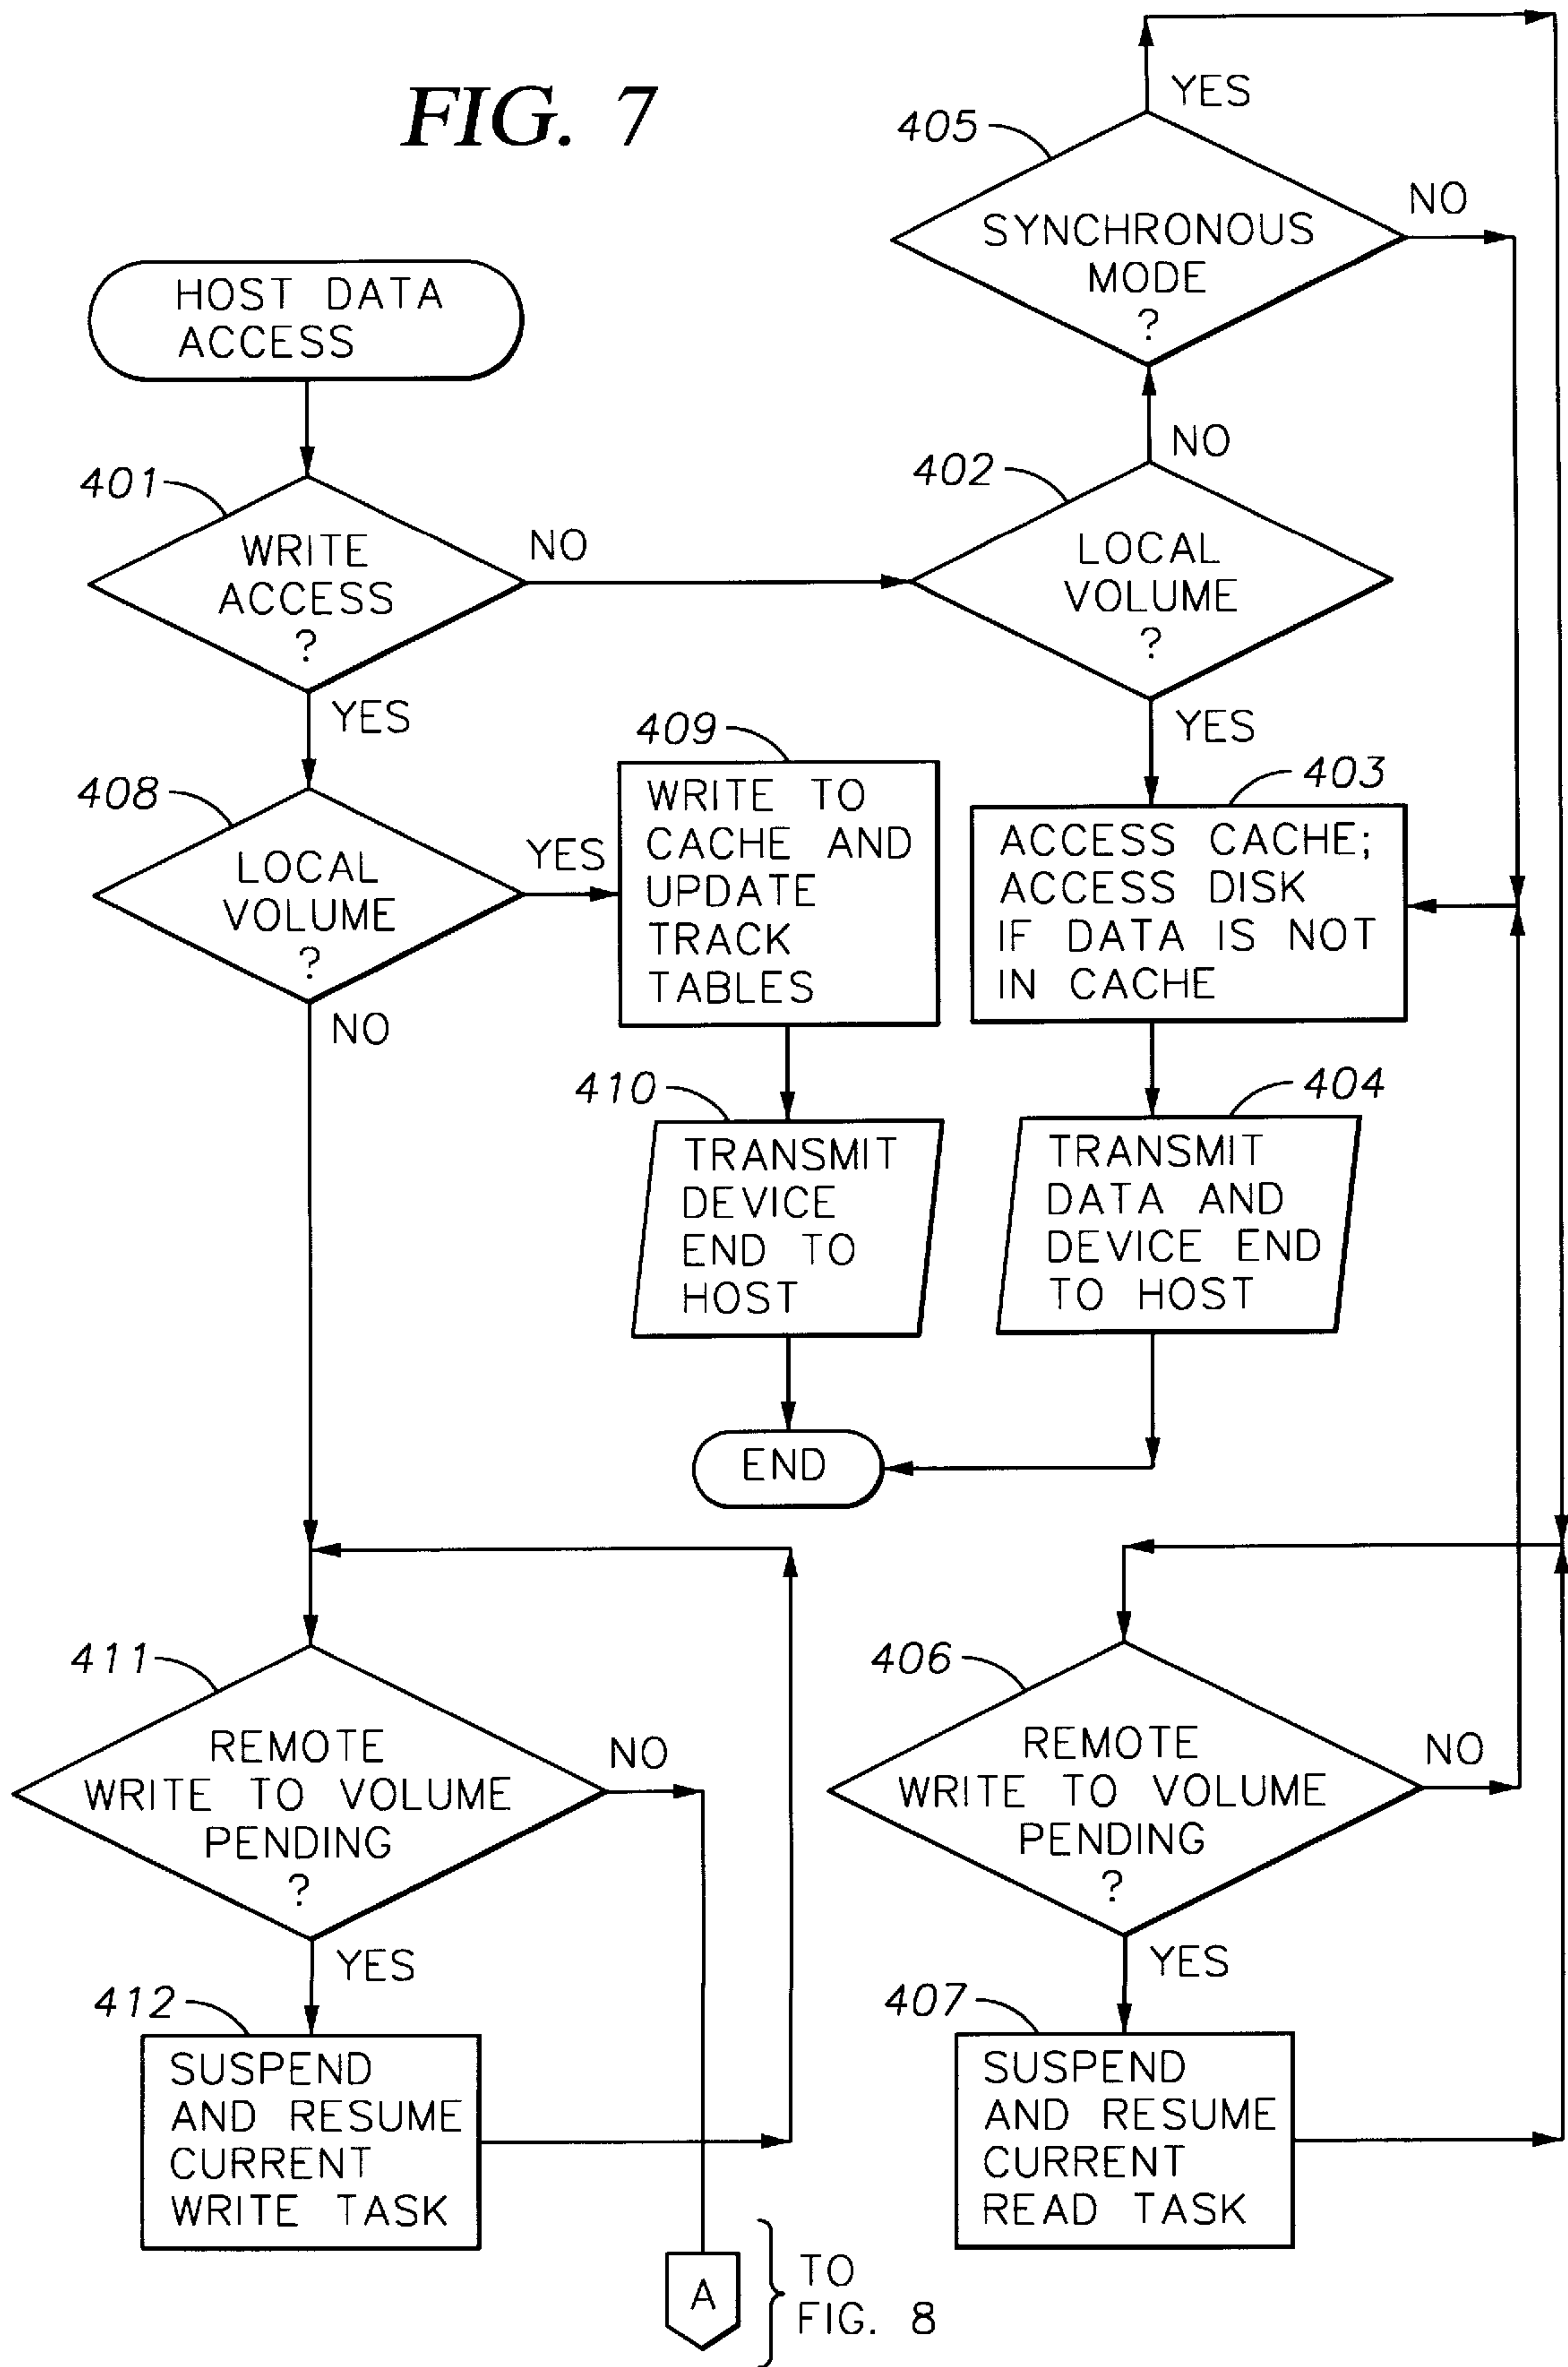 FIG. 7
HOST DATA
ACCESS
401
WRITE
ACCESS
?
NO
YES
402
LOCAL
VOLUME
?
NO
YES
405
SYNCHRONOUS
MODE
?
YES
NO
403
ACCESS CACHE;
ACCESS DISK
IF DATA IS NOT
IN CACHE
404
TRANSMIT
DATA AND
DEVICE END
TO HOST
408
LOCAL
VOLUME
?
YES
NO
409
WRITE TO
CACHE AND
UPDATE
TRACK
TABLES
410
TRANSMIT
DEVICE
END TO
HOST
END
411
REMOTE
WRITE TO VOLUME
PENDING
?
NO
YES
412
SUSPEND
AND RESUME
CURRENT
WRITE TASK
406
REMOTE
WRITE TO VOLUME
PENDING
?
NO
YES
407
SUSPEND
AND RESUME
CURRENT
READ TASK
A
TO
FIG. 8